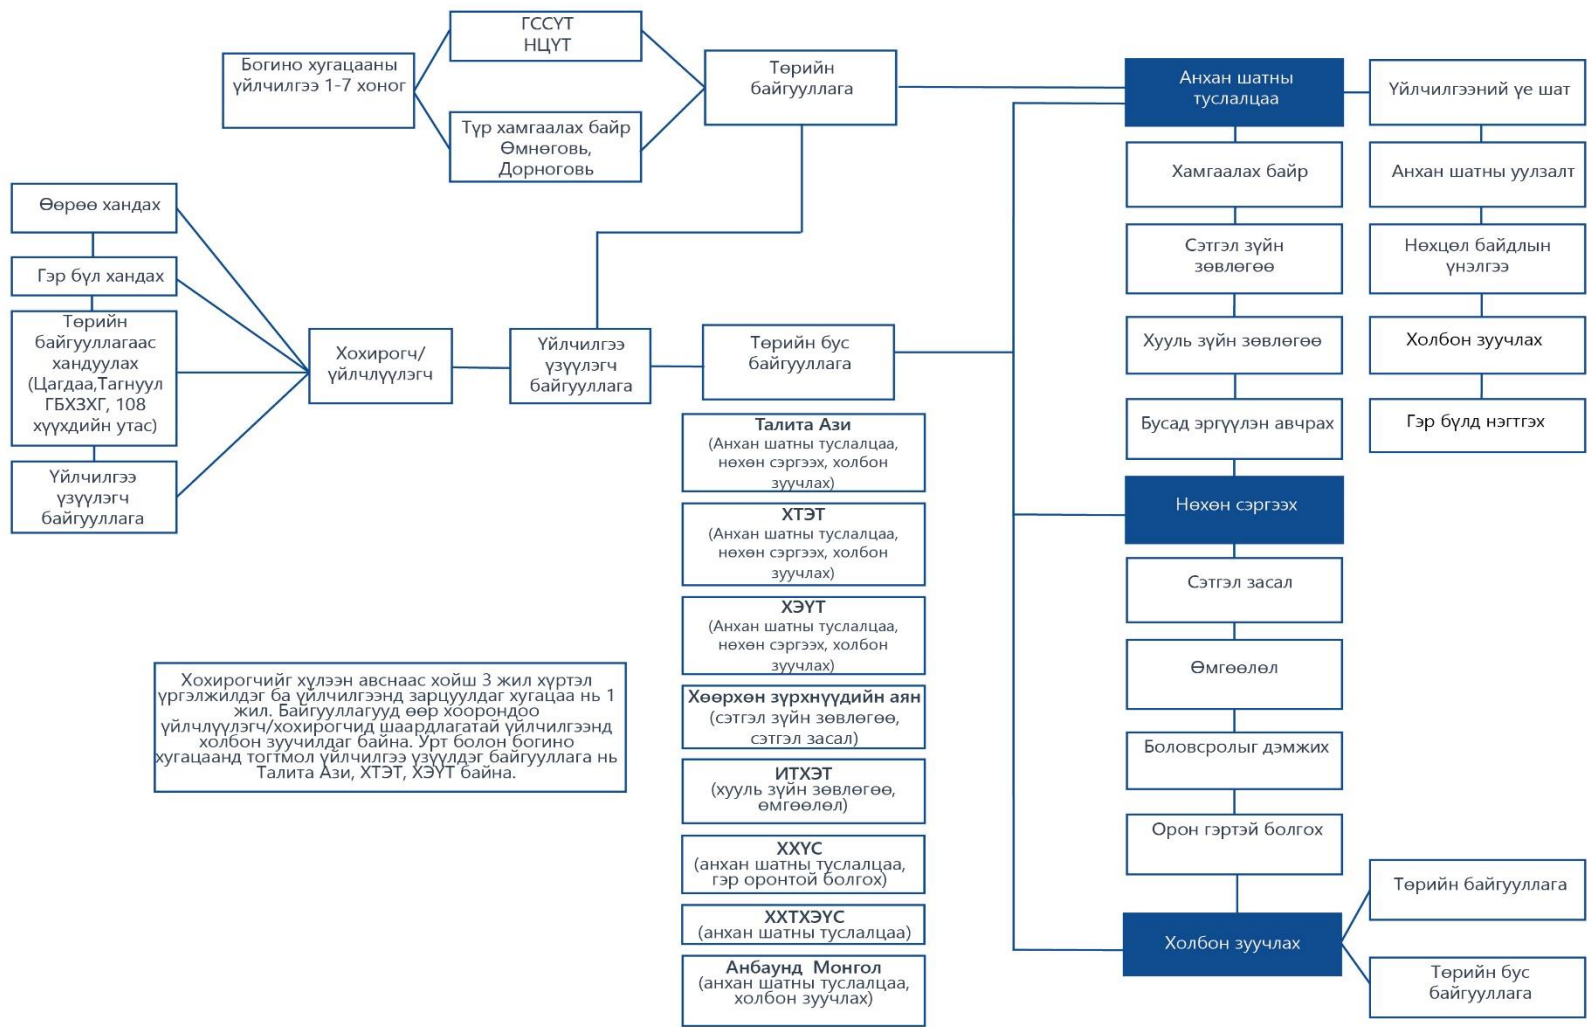 ГССҮТ
НЦҮТ
Богино хугацааны
үйлчилгээ 1-7 хоног
Түр хамгаалах байр
Өмнөговь,
Дорноговь
Төрийн
байгууллага
Өөрөө хандах
Гэр бүл хандах
Төрийн
байгууллагаас
хандуулах
(Цагдаа,Тагнуул
ГБХЗХГ, 108
хүүхдийн утас)
Үйлчилгээ
үзүүлэгч
байгууллага
Хохирогч/
үйлчлүүлэгч
Үйлчилгээ
үзүүлэгч
байгууллага
Төрийн бус
байгууллага
Талита Ази
(Анхан шатны туслалцаа,
нөхөн сэргээх, холбон
зуучлах)
ХТЭТ
(Анхан шатны туслалцаа,
нөхөн сэргээх, холбон
зуучлах)
ХЭҮТ
(Анхан шатны туслалцаа,
нөхөн сэргээх, холбон
зуучлах)
Хөөрхөн зүрхнүүдийн аян
(сэтгэл зүйн зөвлөгөө,
сэтгэл засал)
ИТХЭТ
(хууль зүйн зөвлөгөө,
өмгөөлөл)
ХХҮС
(анхан шатны туслалцаа,
гэр оронтой болгох)
ХХТХЭҮС
(анхан шатны туслалцаа)
Анбаунд Монгол
(анхан шатны туслалцаа,
холбон зуучлах)
Хохирогчийг хүлээн авснаас хойш 3 жил хүртэл
үргэлжилдэг ба үйлчилгээнд зарцуулдаг хугацаа нь 1
жил. Байгууллагууд өөр хоорондоо
үйлчлүүлэгч/хохирогчид шаардлагатай үйлчилгээнд
холбон зуучилдаг байна. Урт болон богино
хугацаанд тогтмол үйлчилгээ үзүүлдэг байгууллага нь
Талита Ази, ХТЭТ, ХЭҮТ байна.
Анхан шатны
туслалцаа
Хамгаалах байр
Сэтгэл зүйн
зөвлөгөө
Хууль зүйн зөвлөгөө
Бусад эргүүлэн авчрах
Нөхөн сэргээх
Сэтгэл засал
Өмгөөлөл
Боловсролыг дэмжих
Орон гэртэй болгох
Холбон зуучлах
Үйлчилгээний үе шат
Анхан шатны уулзалт
Нөхцөл байдлын
үнэлгээ
Холбон зуучлах
Гэр бүлд нэгтгэх
Төрийн байгууллага
Төрийн бус
байгууллага